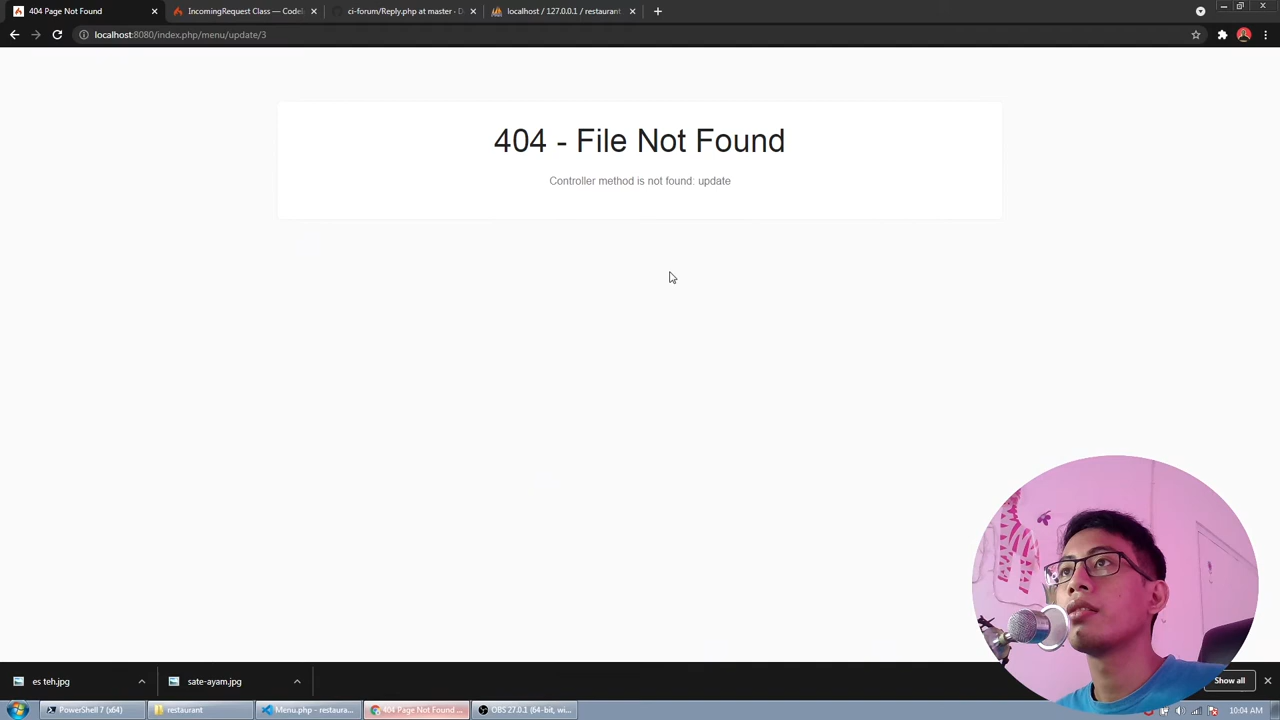 404 Page Not Found
IncomingRequest Class — CodeI
ci-forum/Reply.php at master · D
localhost / 127.0.0.1 / restaurant
localhost:8080/index.php/menu/update/3
404 - File Not Found
Controller method is not found: update
es teh.jpg
sate-ayam.jpg
Show all
PowerShell 7 (x64)
restaurant
Menu.php - restaura...
404 Page Not Found ...
OBS 27.0.1 (64-bit, wi...
10:04 AM